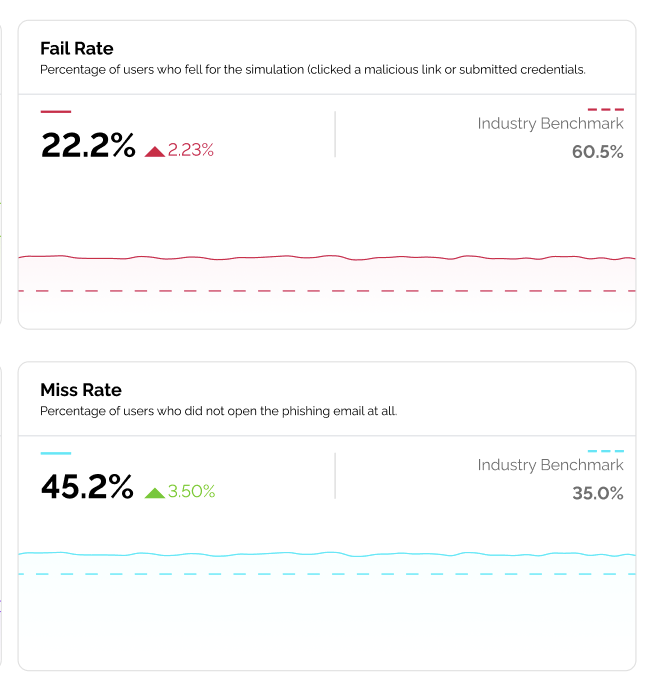 Fail Rate
Percentage of users who fell for the simulation (clicked a malicious link or submitted credentials.
22.2% 2.23%
Industry Benchmark
60.5%
Miss Rate
Percentage of users who did not open the phishing email at all.
45.2% 3.50%
Industry Benchmark
35.0%